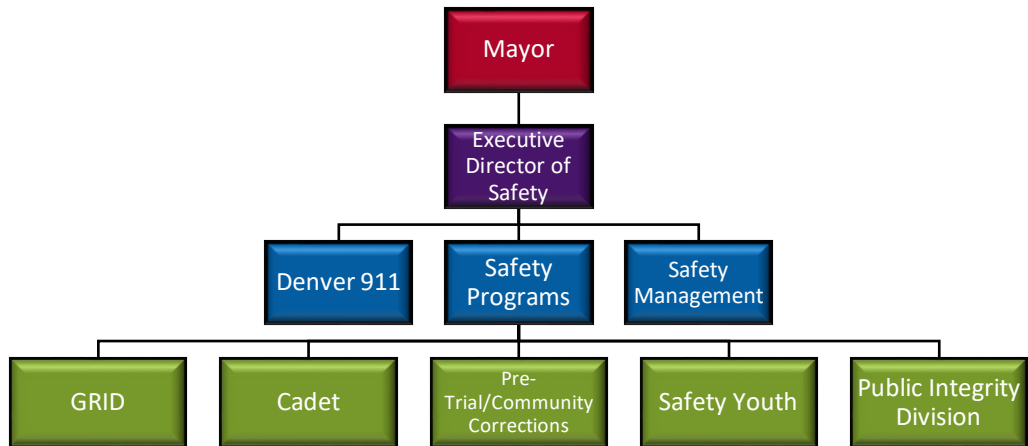 Mayor
Executive
Director of
Safety
Denver 911
Safety
Programs
Safety
Management
GRID
Cadet
Pre-
Trial/Community
Corrections
Safety Youth
Public Integrity
Division